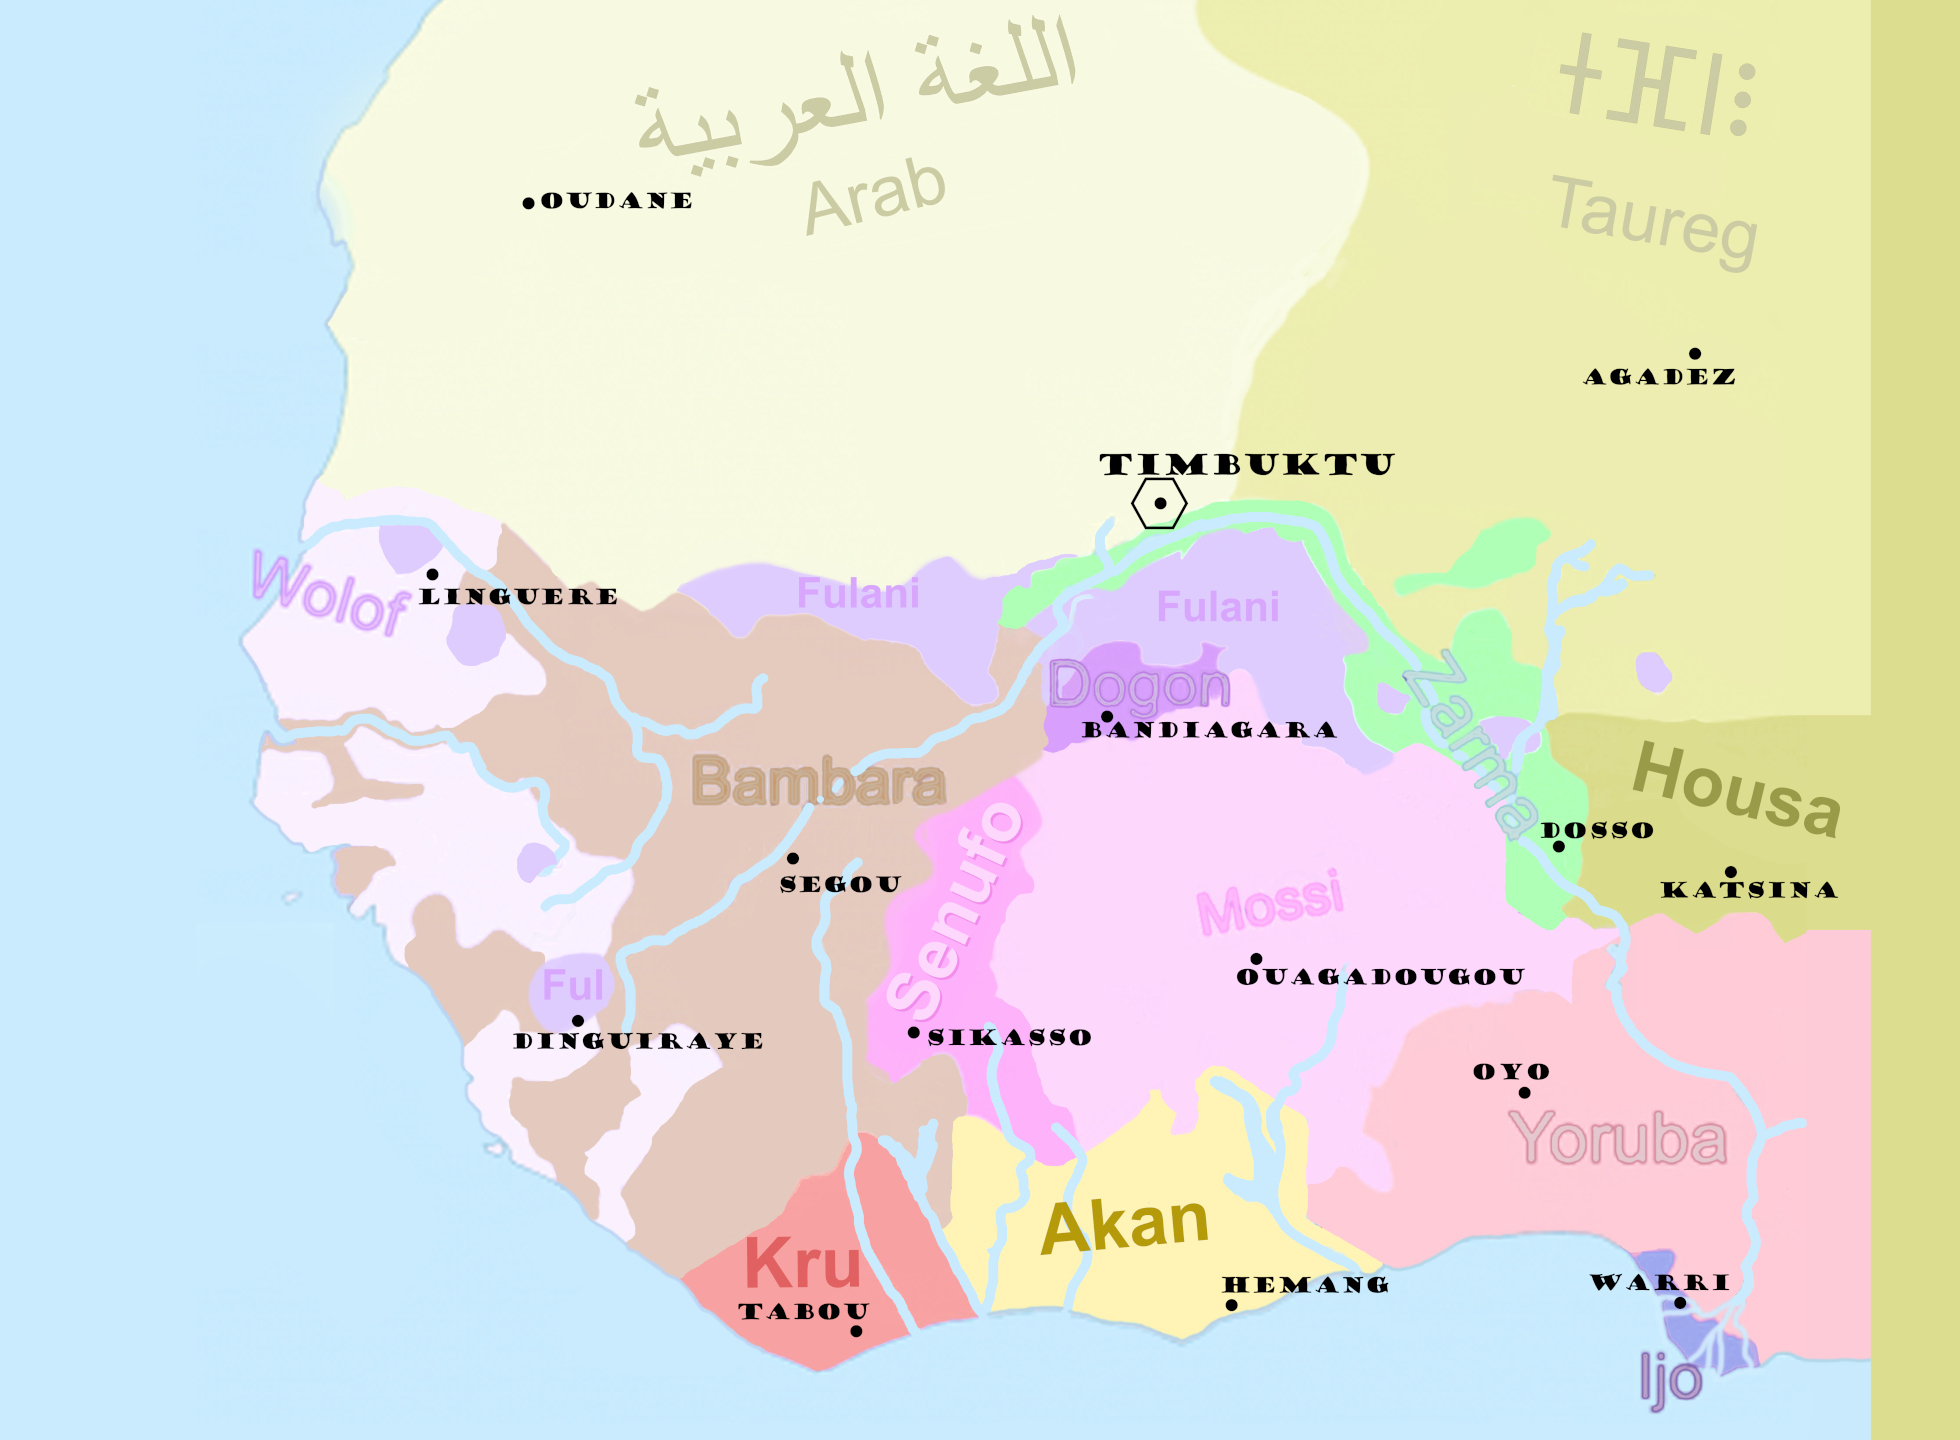 اللغة العربية
Arab
ⵜⴼⵏⵗ
Taureg
OUDANE
AGADEZ
TIMBUKTU
Wolof
LINGUERE
Fulani
Fulani
Dogon
BANDIAGARA
Zarma
Housa
Bambara
DOSSO
KATSINA
SEGOU
Senufo
Mossi
OUAGADOUGOU
Ful
DINGUIRAYE
SIKASSO
OYO
Yoruba
Akan
Kru
TABOU
HEMANG
WARRI
Ijo